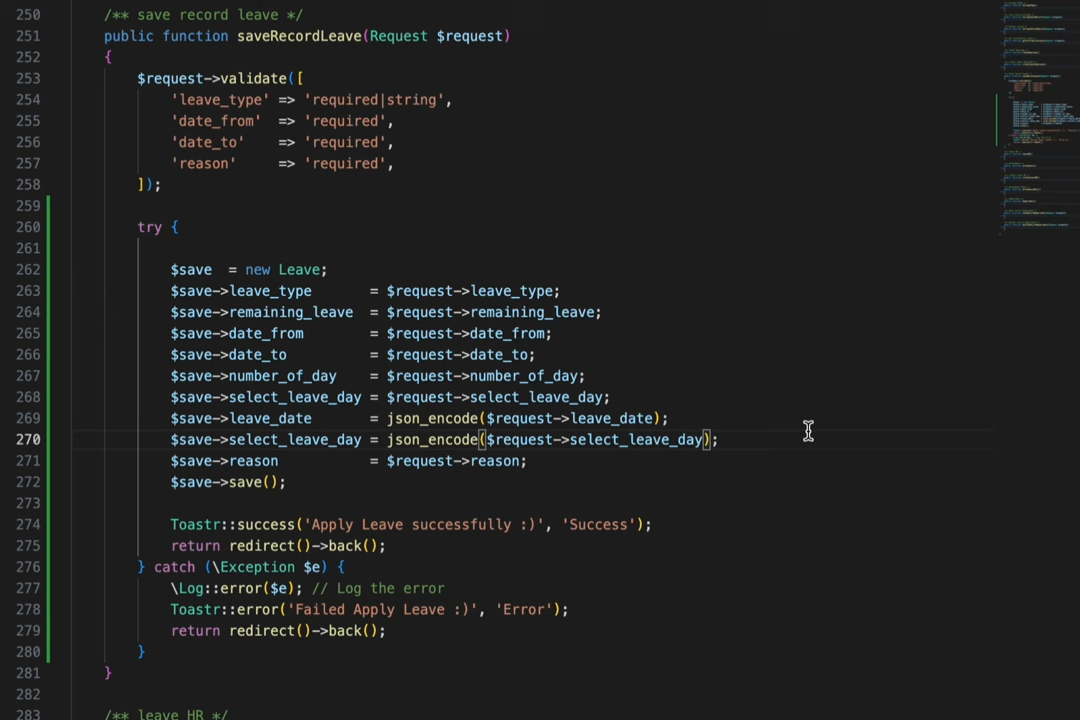 250 /** save record leave */
251 public function saveRecordLeave(Request $request)
252 {
253 $request->validate([
254 'leave_type' => 'required|string',
255 'date_from' => 'required',
256 'date_to' => 'required',
257 'reason' => 'required',
258 ]);
259
260 try {
261
262 $save = new Leave;
263 $save->leave_type = $request->leave_type;
264 $save->remaining_leave = $request->remaining_leave;
265 $save->date_from = $request->date_from;
266 $save->date_to = $request->date_to;
267 $save->number_of_day = $request->number_of_day;
268 $save->select_leave_day = $request->select_leave_day;
269 $save->leave_date = json_encode($request->leave_date);
270 $save->select_leave_day = json_encode($request->select_leave_day);
271 $save->reason = $request->reason;
272 $save->save();
273
274 Toastr::success('Apply Leave successfully :)', 'Success');
275 return redirect()->back();
276 } catch (\Exception $e) {
277 \Log::error($e); // Log the error
278 Toastr::error('Failed Apply Leave :)', 'Error');
279 return redirect()->back();
280 }
281 }
282
283 /** leave HR */